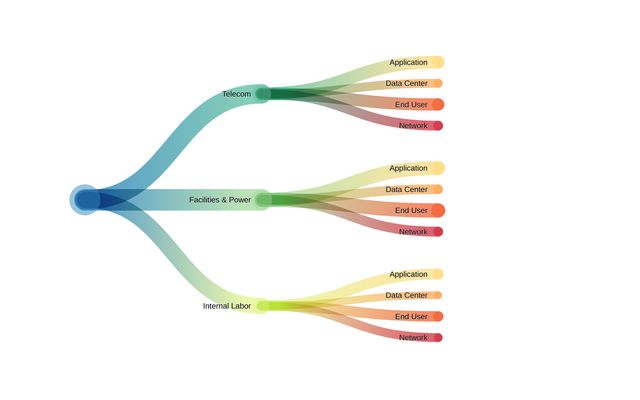 Application
Data Center
Telecom
End User
Network
Application
Data Center
Facilities & Power
End User
Network
Application
Data Center
Internal Labor
End User
Network